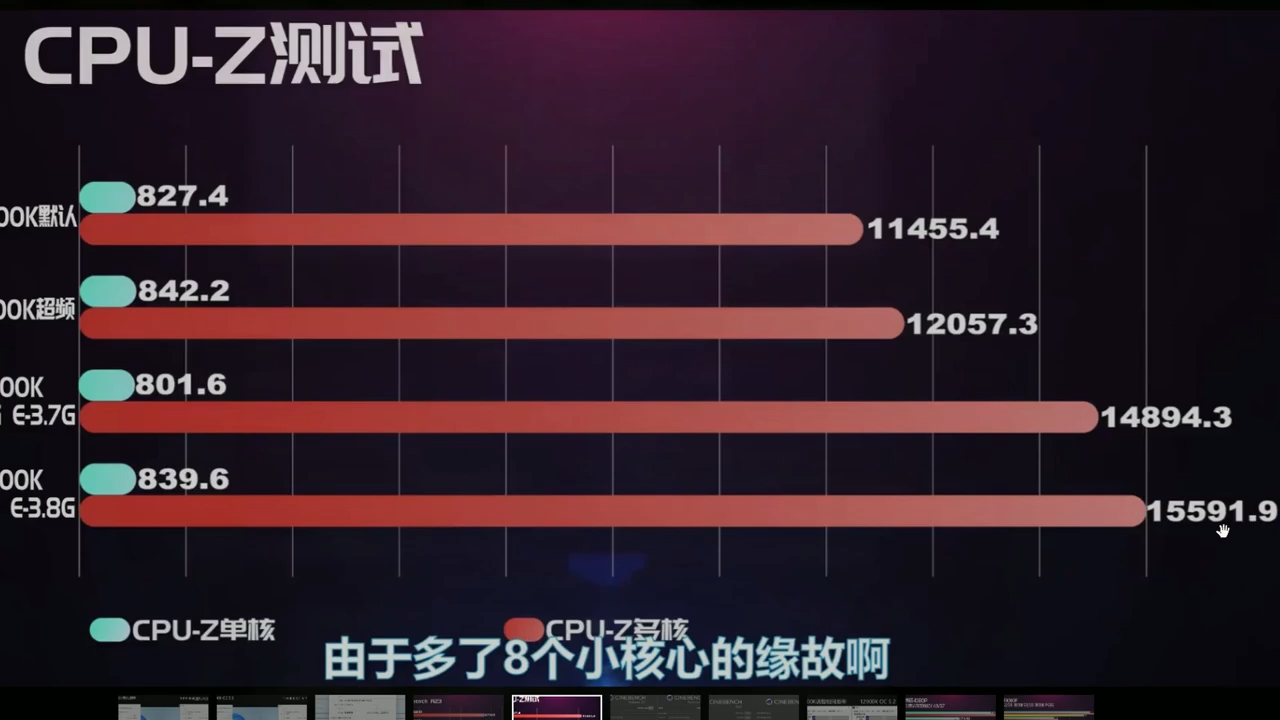 CPU-Z测试
827.4
00K默认
11455.4
842.2
00K超频
12057.3
801.6
00K
E-3.7G
14894.3
839.6
00K
E-3.8G
15591.9
CPU-Z单核
CPU-Z多核
由于多了8个小核心的缘故啊